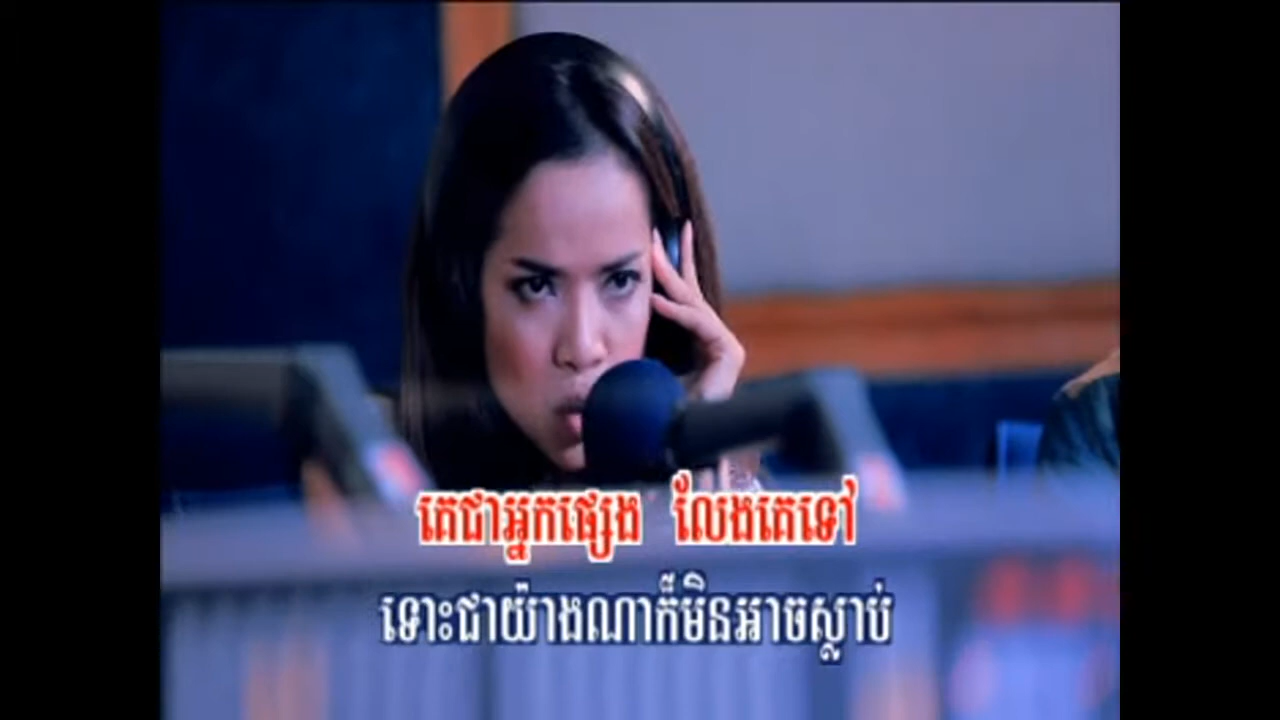 គេជាអ្នកផ្សេង លែងគេទៅ
ទោះជាយ៉ាងណាក៏មិនអាចស្លាប់